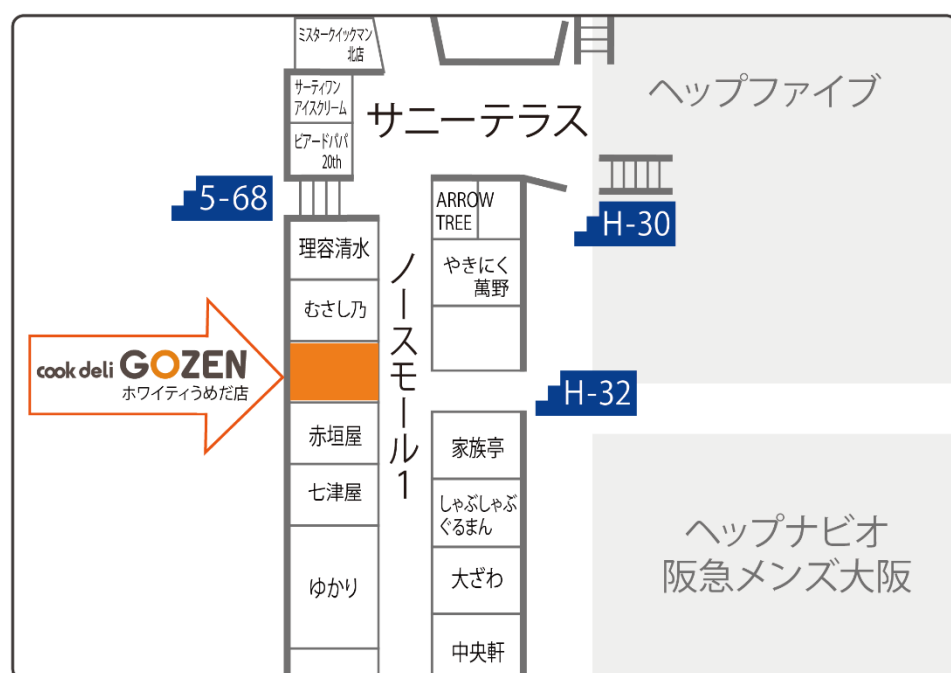 ミスタークイックマン
北店
サーティワン
アイスクリーム
ビアードパパ
20th
サニーテラス
ヘップファイブ
5-68
ARROW
TREE
H-30
理容清水
やきにく
萬野
むさし乃
ノースモール1
cook deli GOZEN
ホワイティうめだ店
H-32
赤垣屋
家族亭
七津屋
しゃぶしゃぶ
ぐるまん
ヘップナビオ
阪急メンズ大阪
ゆかり
大ざわ
中央軒